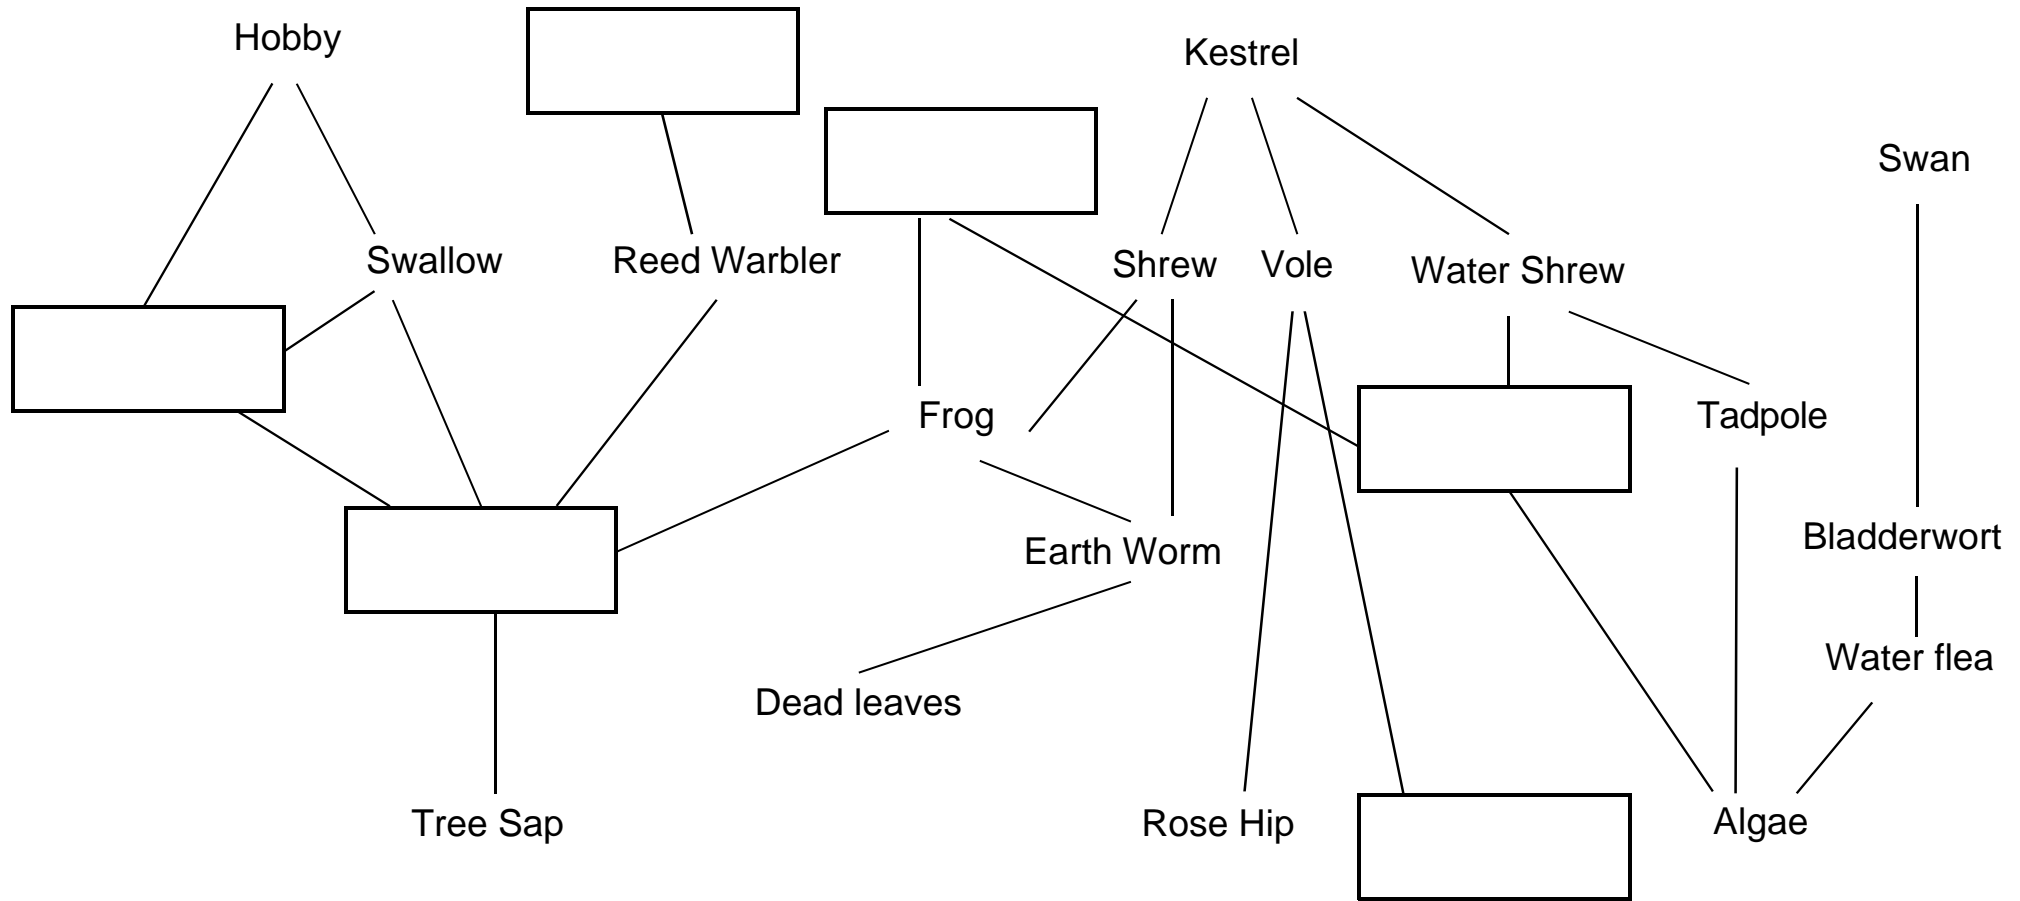 Hobby
Kestrel
Swan
Swallow
Reed Warbler
Shrew
Vole
Water Shrew
Frog
Tadpole
Earth Worm
Bladderwort
Water flea
Dead leaves
Tree Sap
Rose Hip
Algae